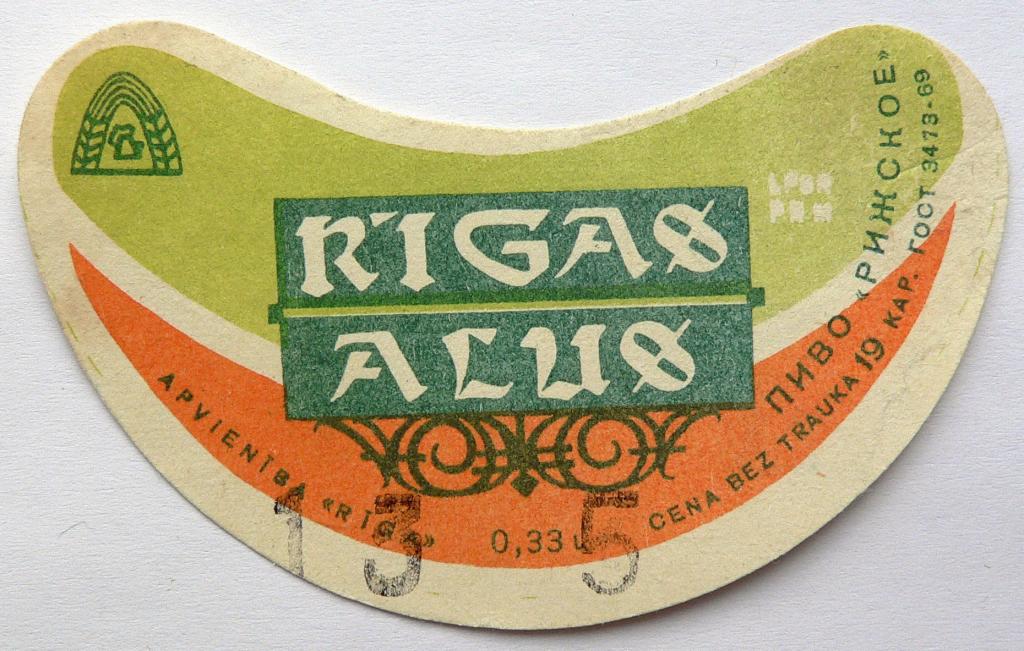 RĪGAS
ALUS
APVIENĪBA «RĪGA»
0,33
CENA BEZ TRAUKA 19 KAP. ГОСТ 3473-69
ПИВО «РИЖСКОЕ»
13 5